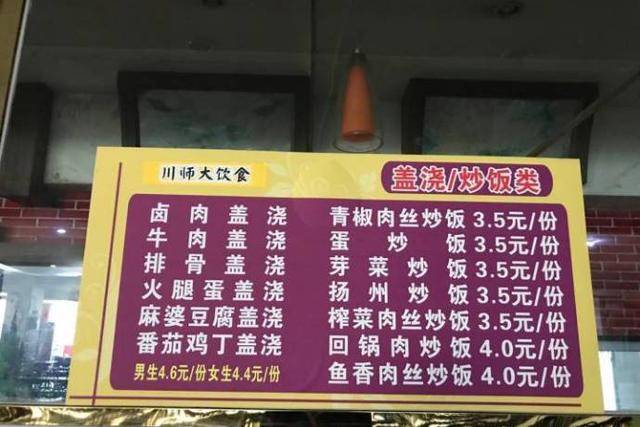 川师大饮食
盖浇/炒饭类
卤肉盖浇
牛肉盖浇
排骨盖浇
火腿蛋盖浇
麻婆豆腐盖浇
番茄鸡丁盖浇
男生4.6元/份女生4.4元/份
青椒肉丝炒饭 3.5元/份
蛋炒饭 3.5元/份
芽菜炒饭 3.5元/份
扬州炒饭 3.5元/份
榨菜肉丝炒饭 3.5元/份
回锅肉炒饭 4.0元/份
鱼香肉丝炒饭 4.0元/份